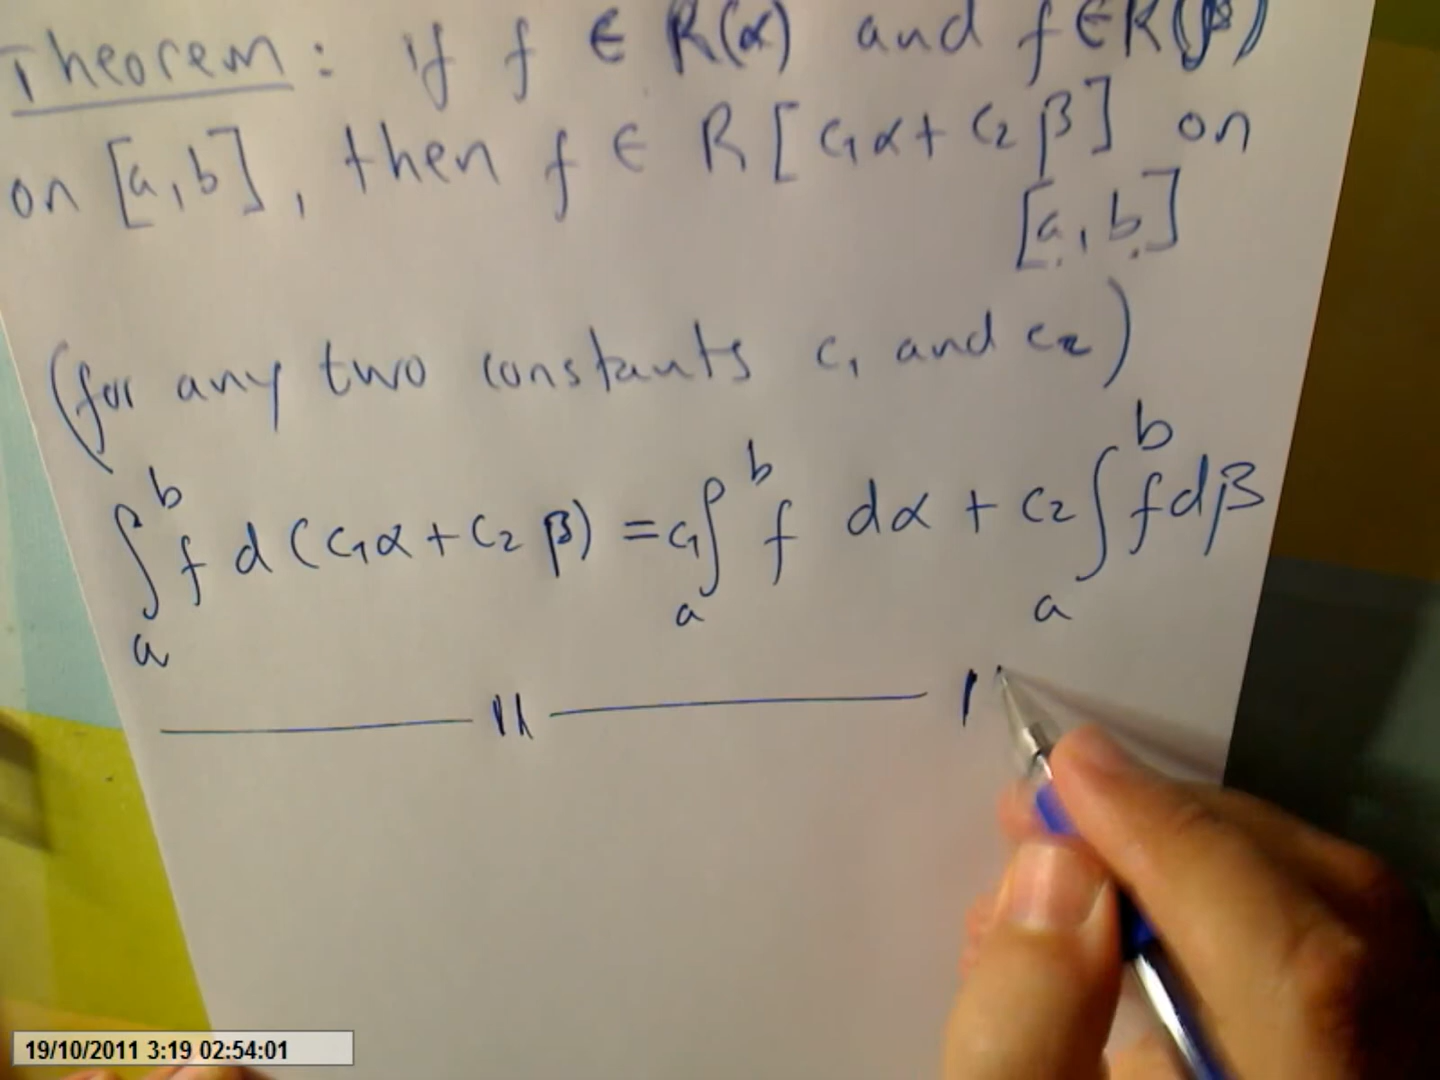 Theorem: if f ∈ R(α) and f ∈ R(β)
on [a,b], then f ∈ R[c₁α + c₂β] on
[a,b]
(for any two constants c₁ and c₂)
∫ₐᵇ f d(c₁α + c₂β) = c₁∫ₐᵇ f dα + c₂∫ₐᵇ f dβ
19/10/2011 3:19 02:54:01